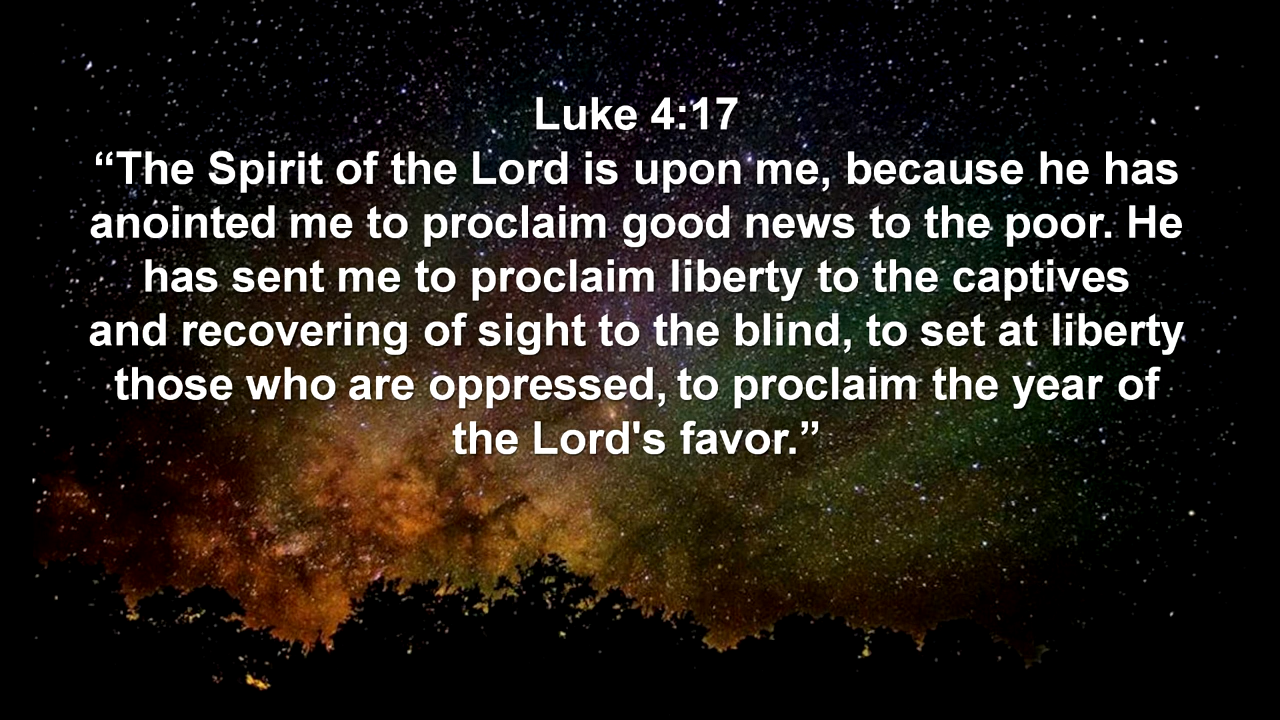 Luke 4:17
“The Spirit of the Lord is upon me, because he has
anointed me to proclaim good news to the poor. He
has sent me to proclaim liberty to the captives
and recovering of sight to the blind, to set at liberty
those who are oppressed, to proclaim the year of
the Lord's favor.”